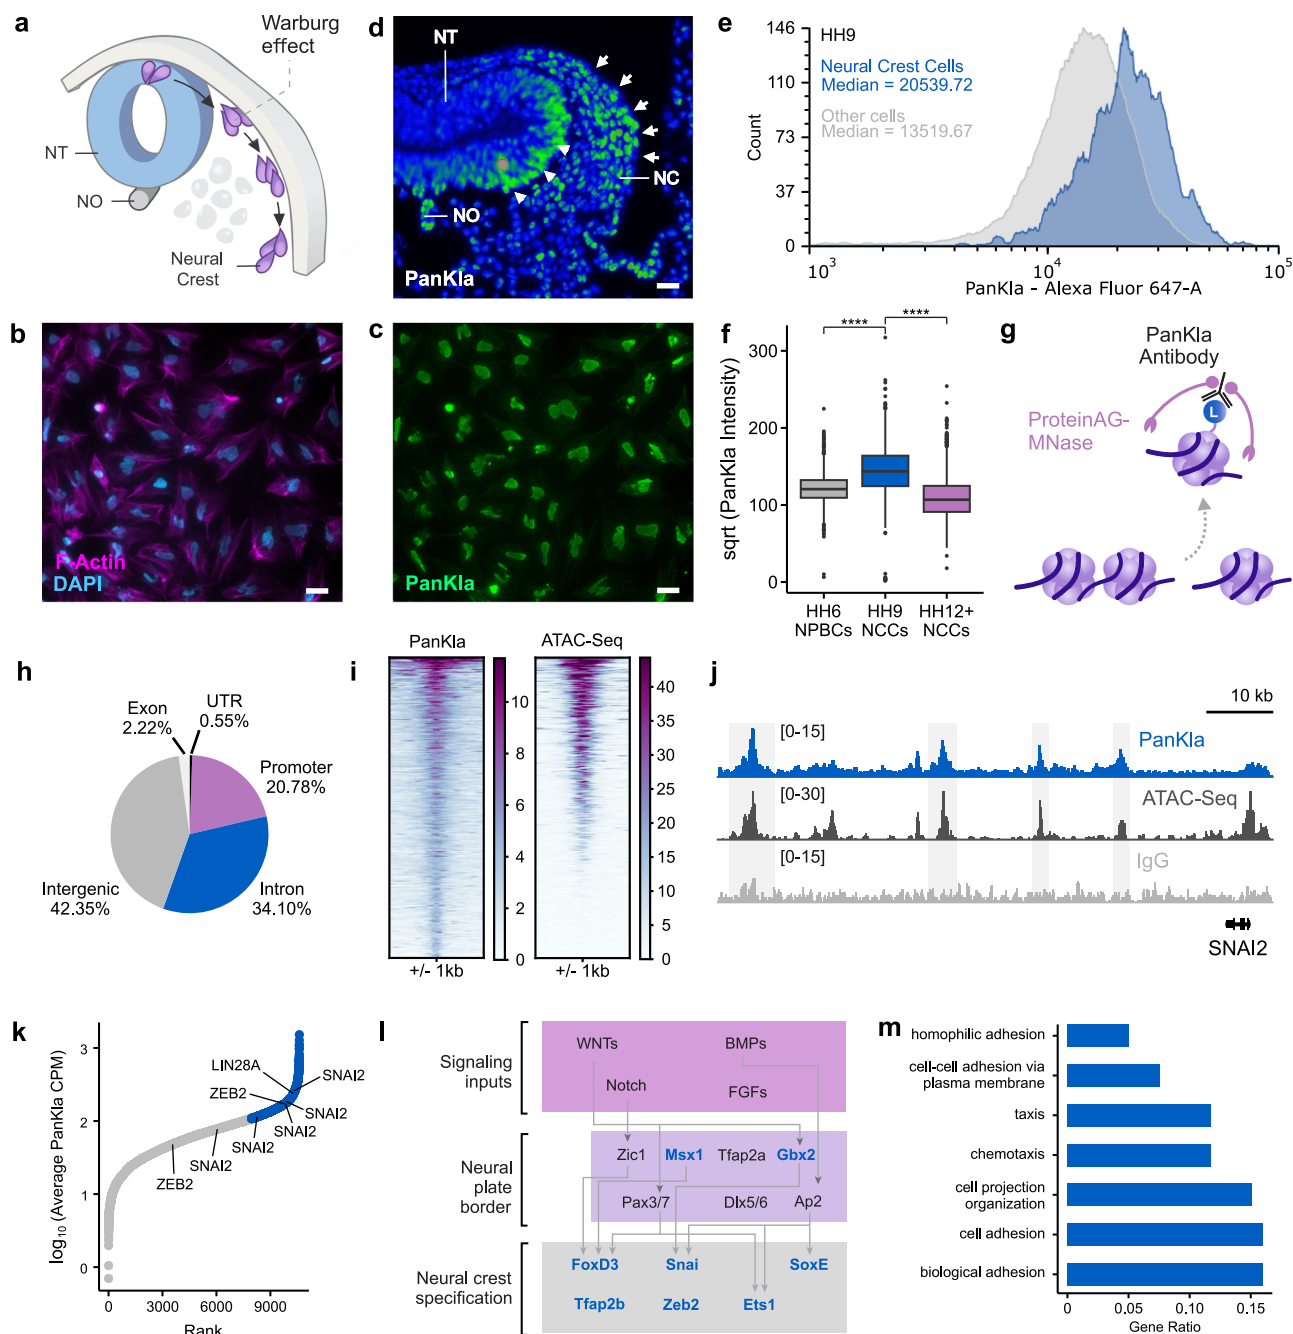 a
Warburg
effect
NT
NO
Neural
Crest
d
NT
NC
NO
PanKla
e
146
110
73
37
0
Count
HH9
Neural Crest Cells
Median = 20539.72
Other cells
Median = 13519.67
10³
10⁴
10⁵
PanKla - Alexa Fluor 647-A
b
F-Actin
DAPI
c
PanKla
f
****
****
300
200
100
0
sqrt (PanKla Intensity)
HH6
NPBCs
HH9
NCCs
HH12+
NCCs
g
PanKla
Antibody
L
ProteinAG-
MNase
h
Exon
2.22%
UTR
0.55%
Promoter
20.78%
Intergenic
42.35%
Intron
34.10%
i
PanKla
ATAC-Seq
10
8
6
4
2
0
40
35
30
25
20
15
10
5
0
+/- 1kb
+/- 1kb
j
10 kb
[0-15]
PanKla
[0-30]
ATAC-Seq
[0-15]
IgG
SNAI2
k
log₁₀ (Average PanKla CPM)
3
2
1
0
LIN28A
SNAI2
ZEB2
SNAI2
SNAI2
SNAI2
SNAI2
ZEB2
0
3000
6000
9000
Rank
l
Signaling
inputs
WNTs
BMPs
Notch
FGFs
Neural
plate
border
Zic1
Msx1
Tfap2a
Gbx2
Pax3/7
Dlx5/6
Ap2
Neural crest
specification
FoxD3
Snai
SoxE
Tfap2b
Zeb2
Ets1
m
homophilic adhesion
cell-cell adhesion via
plasma membrane
taxis
chemotaxis
cell projection
organization
cell adhesion
biological adhesion
0
0.05
0.10
0.15
Gene Ratio